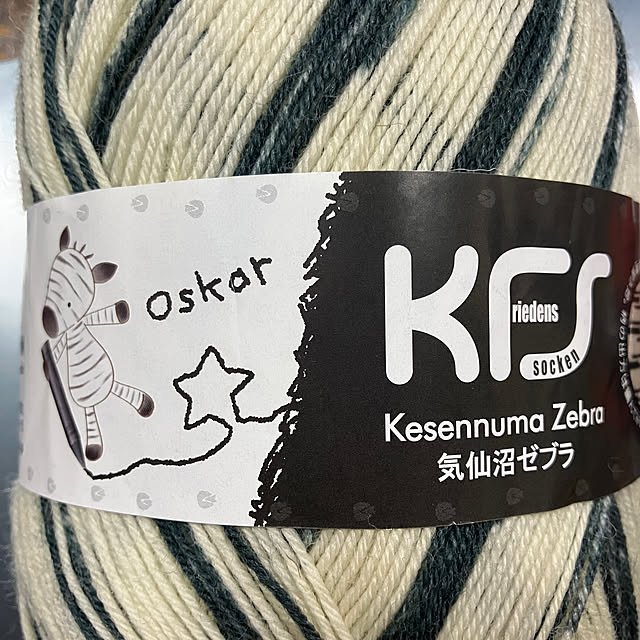 Oskar
KFS
riedens
socken
Kesennuma Zebra
気仙沼ゼブラ